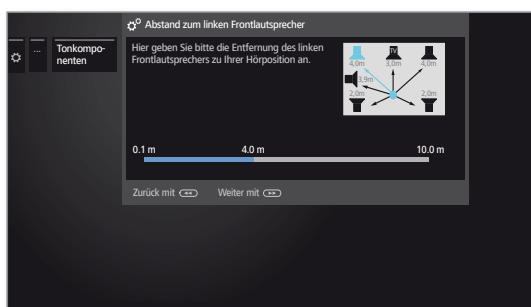 Abstand zum linken Frontlautsprecher
...
Tonkompo-
nenten
Hier geben Sie bitte die Entfernung des linken
Frontlautsprechers zu Ihrer Hörposition an.
TV
4,0m 3,0m 4,0m
3,9m
2,0m 2,0m
0.1 m 4.0 m 10.0 m
Zurück mit Weiter mit